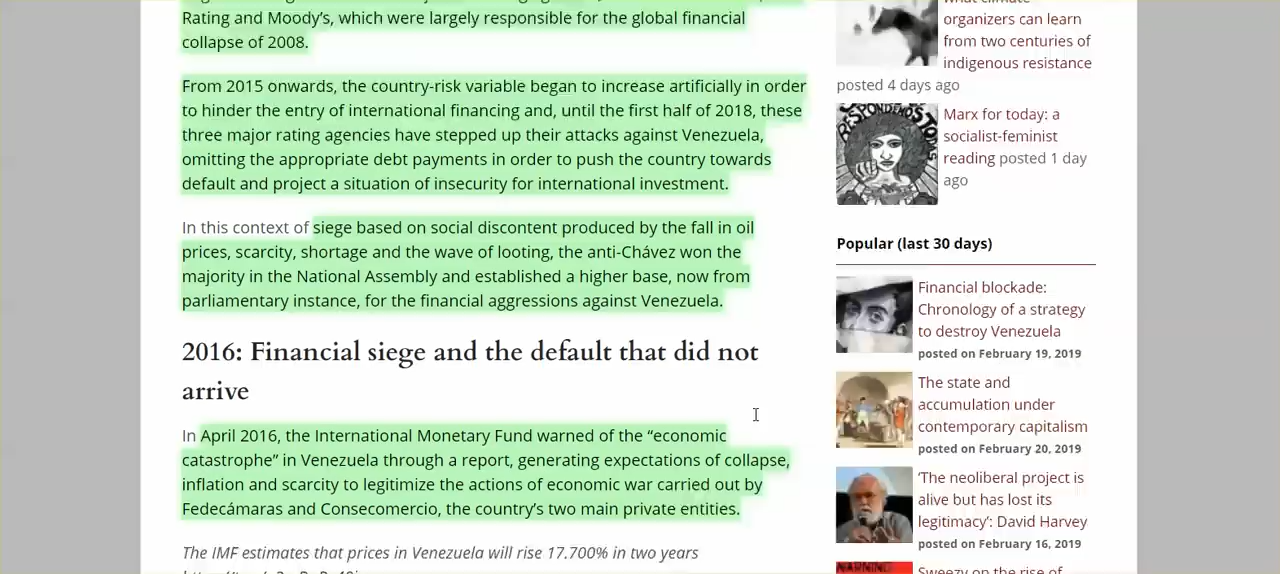 Rating and Moody’s, which were largely responsible for the global financial
collapse of 2008.
From 2015 onwards, the country-risk variable began to increase artificially in order
to hinder the entry of international financing and, until the first half of 2018, these
three major rating agencies have stepped up their attacks against Venezuela,
omitting the appropriate debt payments in order to push the country towards
default and project a situation of insecurity for international investment.
In this context of siege based on social discontent produced by the fall in oil
prices, scarcity, shortage and the wave of looting, the anti-Chávez won the
majority in the National Assembly and established a higher base, now from
parliamentary instance, for the financial aggressions against Venezuela.
2016: Financial siege and the default that did not
arrive
In April 2016, the International Monetary Fund warned of the “economic
catastrophe” in Venezuela through a report, generating expectations of collapse,
inflation and scarcity to legitimize the actions of economic war carried out by
Fedecámaras and Consecomercio, the country’s two main private entities.
The IMF estimates that prices in Venezuela will rise 17.700% in two years
what climate
organizers can learn
from two centuries of
indigenous resistance
posted 4 days ago
RESPONDEMOS TODAS
Marx for today: a
socialist-feminist
reading posted 1 day
ago
Popular (last 30 days)
Financial blockade:
Chronology of a strategy
to destroy Venezuela
posted on February 19, 2019
The state and
accumulation under
contemporary capitalism
posted on February 20, 2019
‘The neoliberal project is
alive but has lost its
legitimacy’: David Harvey
posted on February 16, 2019
WARNING
Sweezy on the rise of